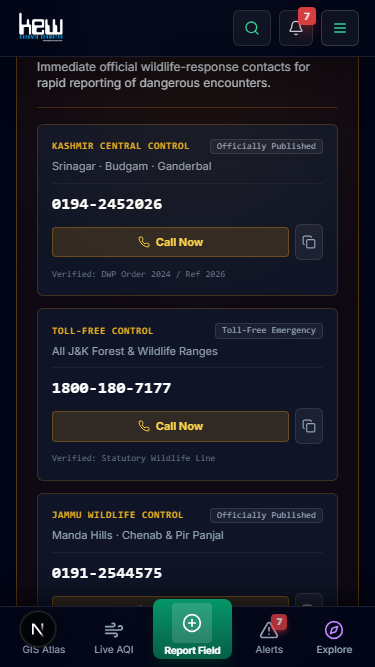 kew
7
Immediate official wildlife-response contacts for
rapid reporting of dangerous encounters.
KASHMIR CENTRAL CONTROL
Officially Published
Srinagar · Budgam · Ganderbal
0194-2452026
Call Now
Verified: DWP Order 2024 / Ref 2026
TOLL-FREE CONTROL
Toll-Free Emergency
All J&K Forest & Wildlife Ranges
1800-180-7177
Call Now
Verified: Statutory Wildlife Line
JAMMU WILDLIFE CONTROL
Officially Published
Manda Hills · Chenab & Pir Panjal
0191-2544575
N
7
GIS Atlas
Live AQI
Report Field
Alerts
Explore